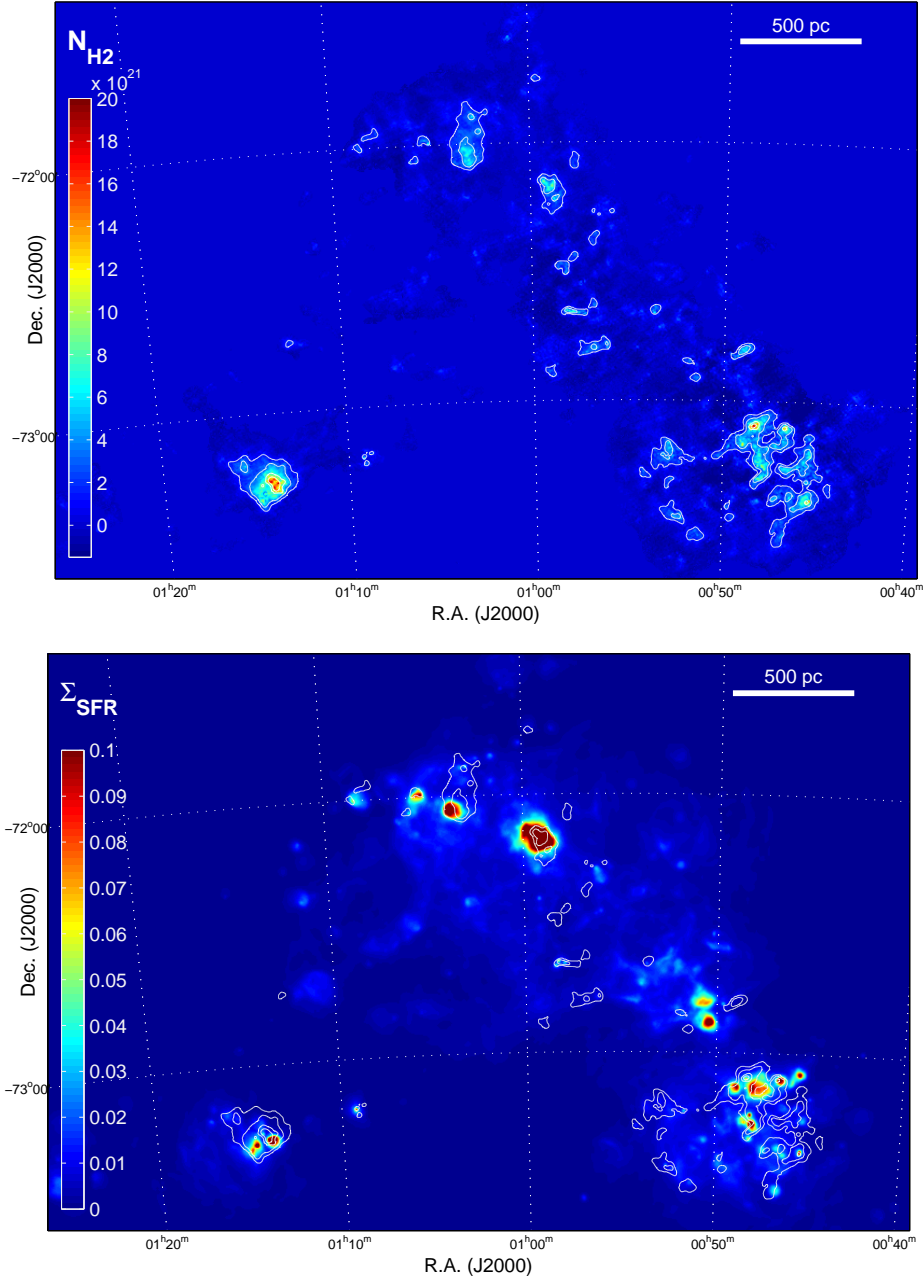 N_H2
x 10^21
500 pc
20
18
16
14
12
10
8
6
4
2
0
Dec. (J2000)
−72°00'
−73°00'
01h20m
01h10m
01h00m
00h50m
00h40m
R.A. (J2000)
Σ_SFR
500 pc
0.1
0.09
0.08
0.07
0.06
0.05
0.04
0.03
0.02
0.01
0
Dec. (J2000)
−72°00'
−73°00'
01h20m
01h10m
01h00m
00h50m
00h40m
R.A. (J2000)